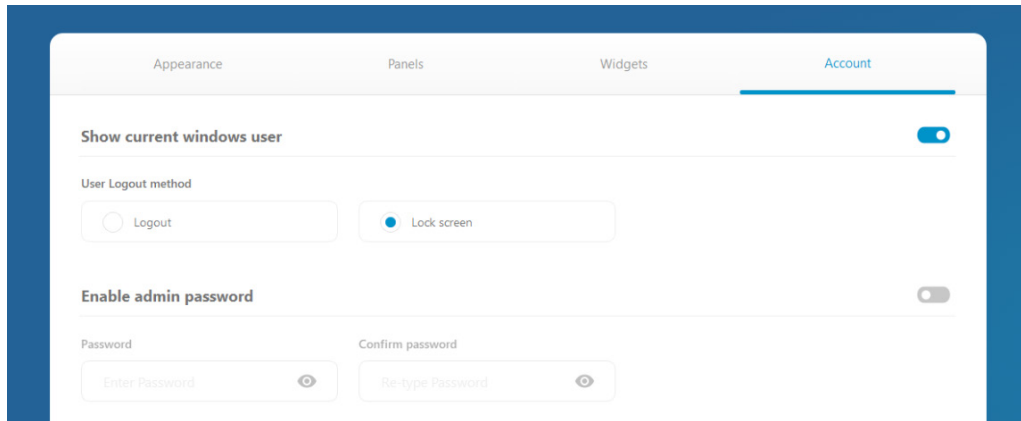 Appearance Panels Widgets Account
Show current windows user
User Logout method
Logout Lock screen
Enable admin password
Password Confirm password
Enter Password Re-type Password